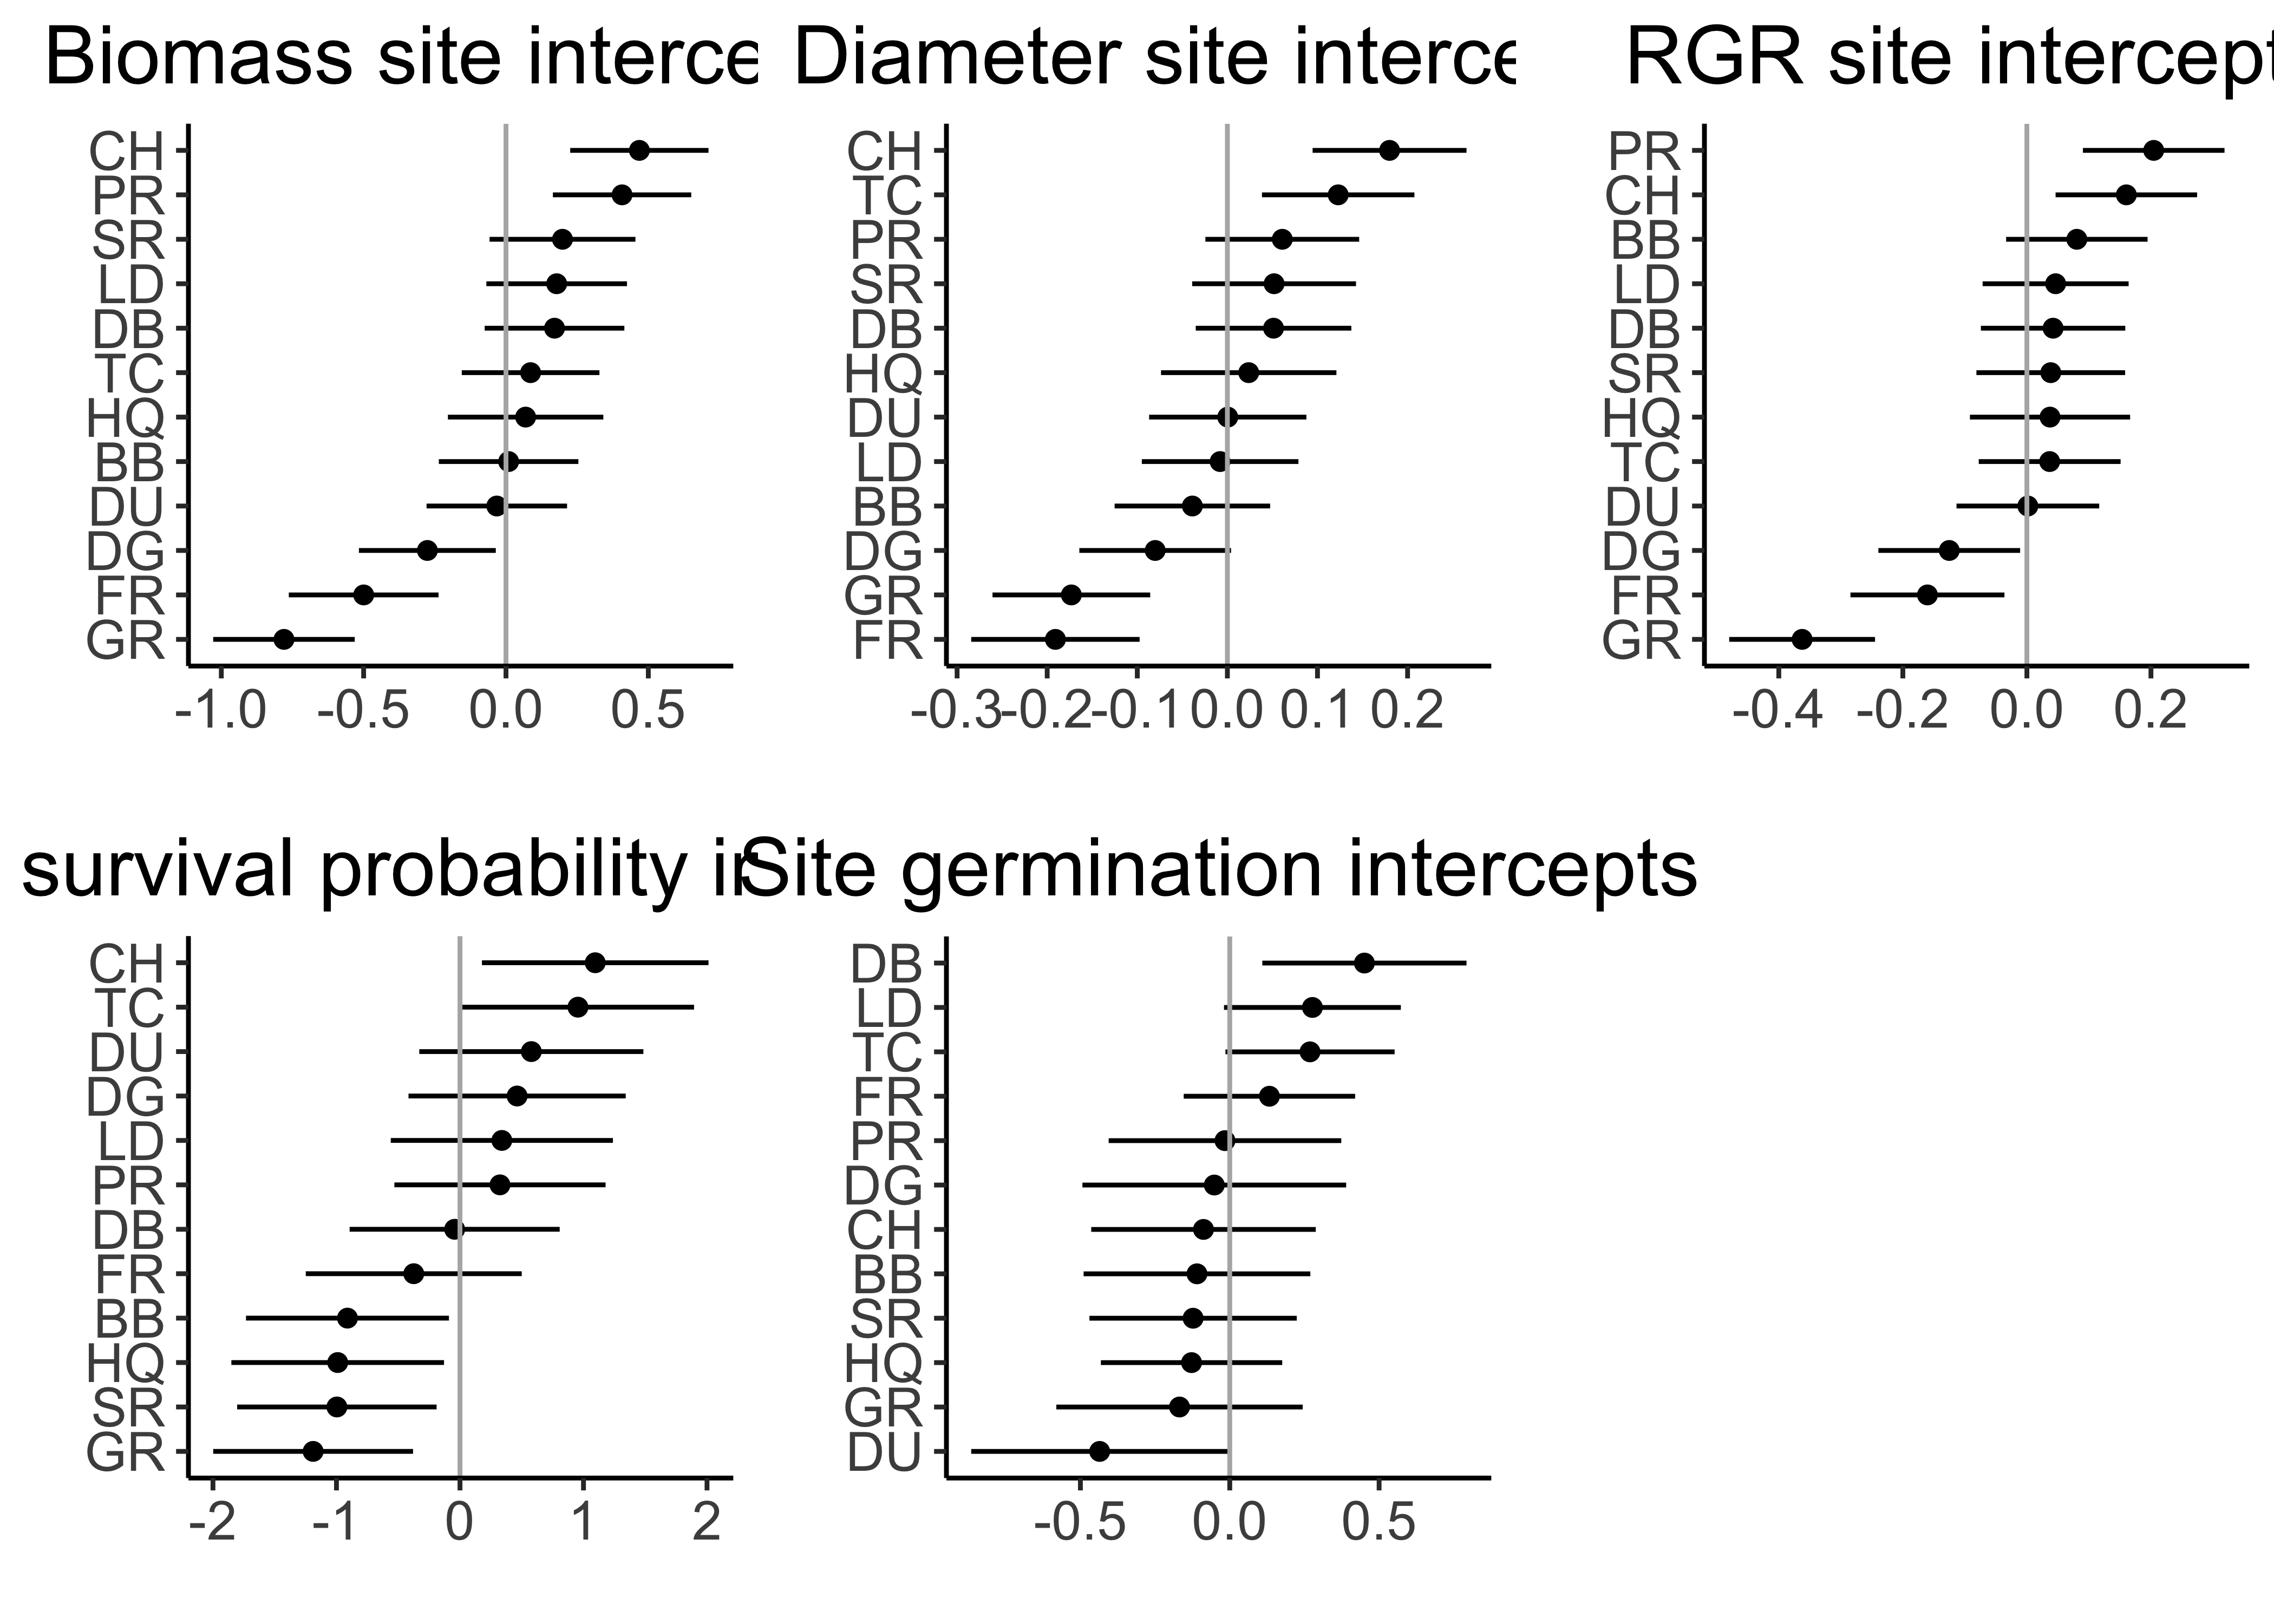 Biomass site interce
CH
PR
SR
LD
DB
TC
HQ
BB
DU
DG
FR
GR
-1.0 -0.5 0.0 0.5
Diameter site interce
CH
TC
PR
SR
DB
HQ
DU
LD
BB
DG
GR
FR
-0.3 -0.2 -0.1 0.0 0.1 0.2
RGR site intercept
PR
CH
BB
LD
DB
SR
HQ
TC
DU
DG
FR
GR
-0.4 -0.2 0.0 0.2
survival probability in
CH
TC
DU
DG
LD
PR
DB
FR
BB
HQ
SR
GR
-2 -1 0 1 2
Site germination intercepts
DB
LD
TC
FR
PR
DG
CH
BB
SR
HQ
GR
DU
-0.5 0.0 0.5